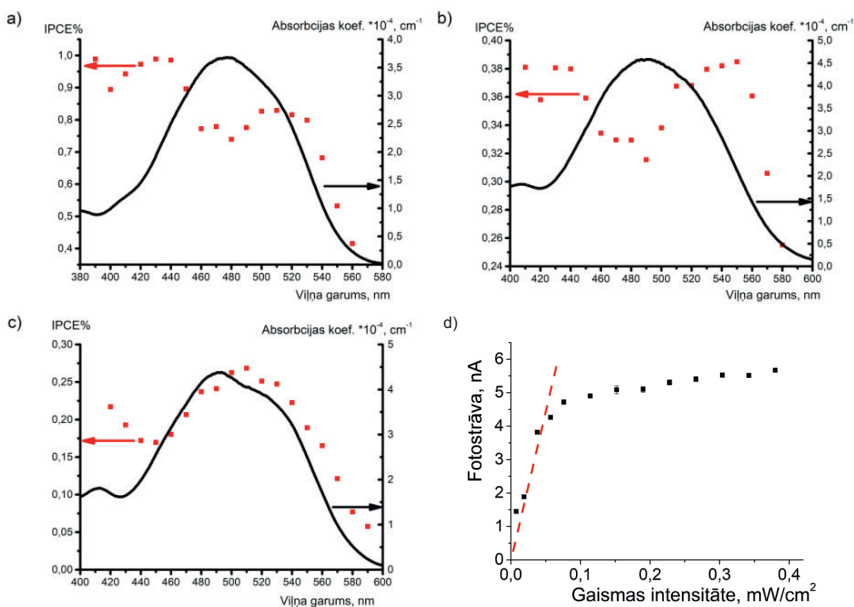 a)
IPCE%
Absorbcijas koef. *10⁻⁴, cm⁻¹
1,0
0,9
0,8
0,7
0,6
0,5
0,4
4,0
3,5
3,0
2,5
2,0
1,5
1,0
0,5
0,0
380 400 420 440 460 480 500 520 540 560 580
Viļņa garums, nm
b)
IPCE%
Absorbcijas koef. *10⁻⁴, cm⁻¹
0,40
0,38
0,36
0,34
0,32
0,30
0,28
0,26
0,24
5,0
4,5
4,0
3,5
3,0
2,5
2,0
1,5
1,0
0,5
0,0
400 420 440 460 480 500 520 540 560 580 600
Viļņa garums, nm
c)
IPCE%
Absorbcijas koef. *10⁻⁴, cm⁻¹
0,30
0,25
0,20
0,15
0,10
0,05
0,00
5
4
3
2
1
0
400 420 440 460 480 500 520 540 560 580 600
Viļņa garums, nm
d)
Fotostrāva, nA
6
5
4
3
2
1
0
0,0 0,1 0,2 0,3 0,4
Gaismas intensitāte, mW/cm²